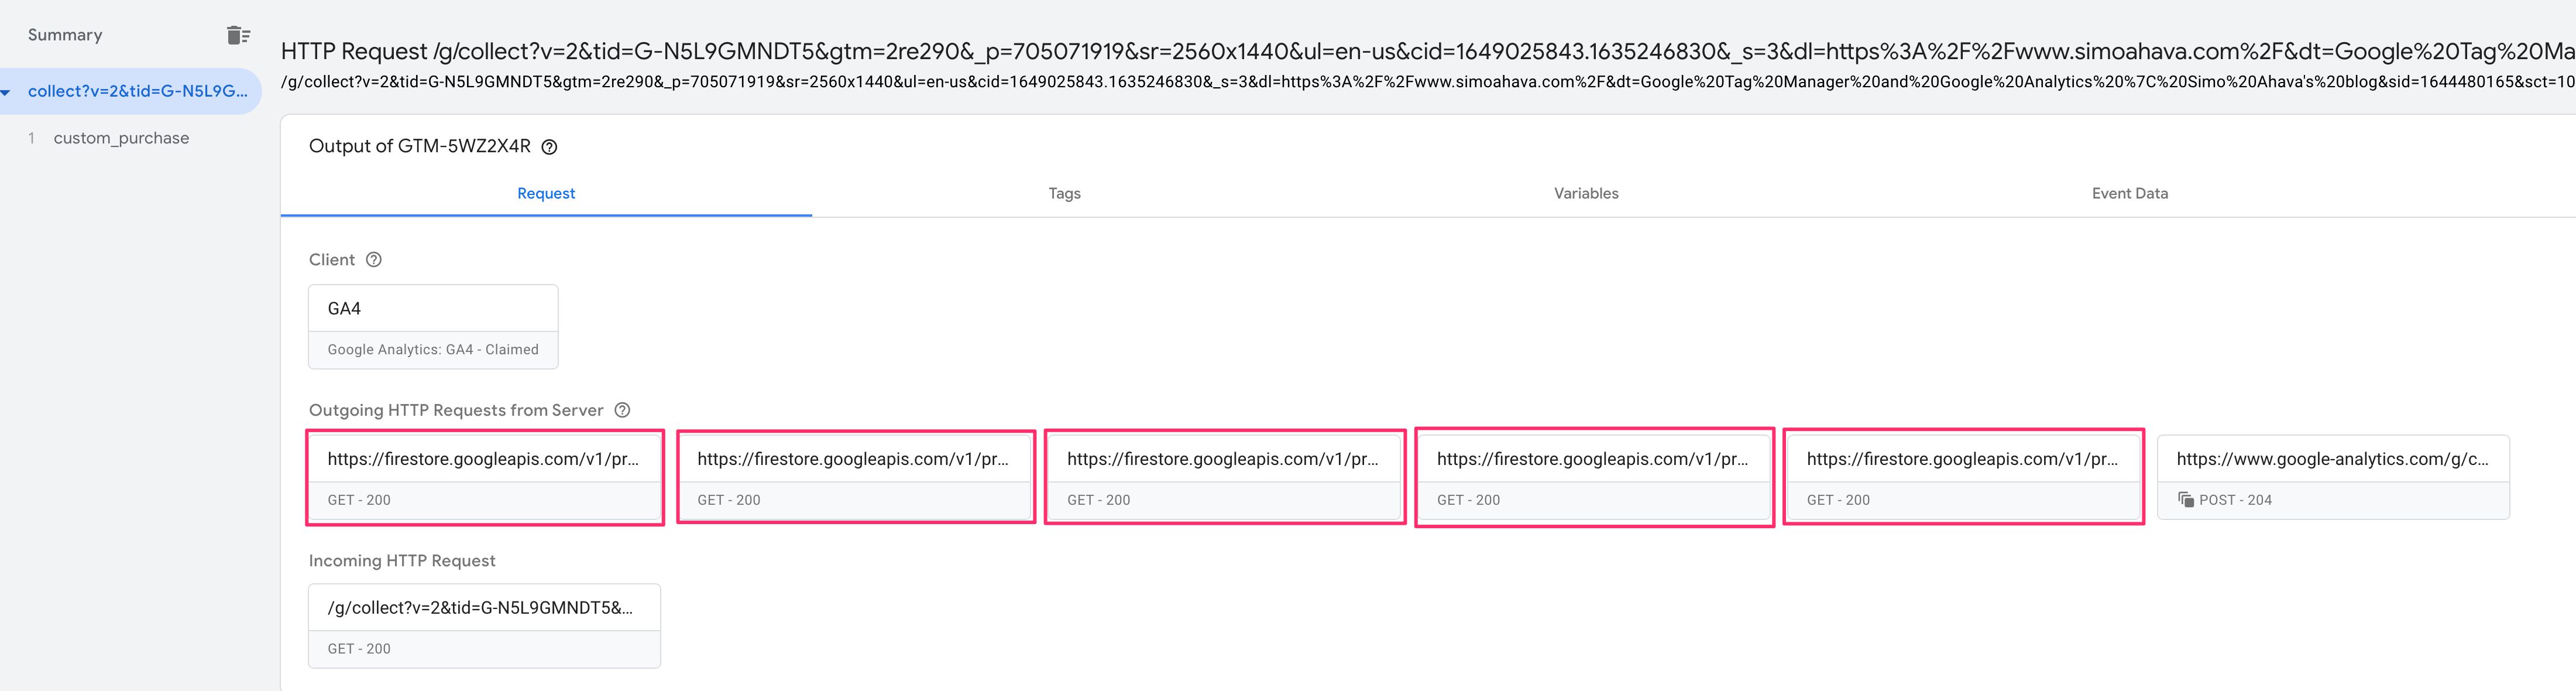 Summary
collect?v=2&tid=G-N5L9G...
1 custom_purchase
HTTP Request /g/collect?v=2&tid=G-N5L9GMNDT5&gtm=2re290&_p=705071919&sr=2560x1440&ul=en-us&cid=1649025843.1635246830&_s=3&dl=https%3A%2F%2Fwww.simoahava.com%2F&dt=Google%20Tag%20Ma
/g/collect?v=2&tid=G-N5L9GMNDT5&gtm=2re290&_p=705071919&sr=2560x1440&ul=en-us&cid=1649025843.1635246830&_s=3&dl=https%3A%2F%2Fwww.simoahava.com%2F&dt=Google%20Tag%20Manager%20and%20Google%20Analytics%20%7C%20Simo%20Ahava's%20blog&sid=1644480165&sct=10
Output of GTM-5WZ2X4R
Request Tags Variables Event Data
Client
GA4
Google Analytics: GA4 - Claimed
Outgoing HTTP Requests from Server
https://firestore.googleapis.com/v1/pr... https://firestore.googleapis.com/v1/pr... https://firestore.googleapis.com/v1/pr... https://firestore.googleapis.com/v1/pr... https://firestore.googleapis.com/v1/pr... https://www.google-analytics.com/g/c...
GET - 200 GET - 200 GET - 200 GET - 200 GET - 200 POST - 204
Incoming HTTP Request
/g/collect?v=2&tid=G-N5L9GMNDT5&...
GET - 200